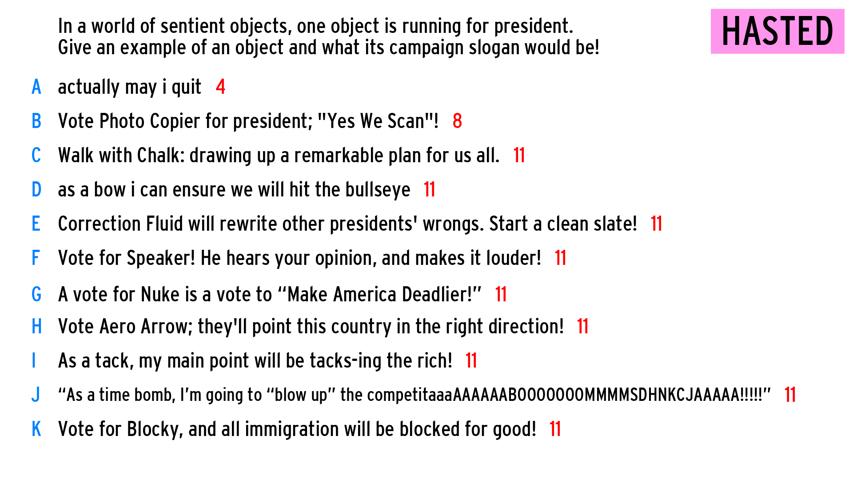 In a world of sentient objects, one object is running for president.
Give an example of an object and what its campaign slogan would be!
HASTED
A actually may i quit 4
B Vote Photo Copier for president; "Yes We Scan"! 8
C Walk with Chalk: drawing up a remarkable plan for us all. 11
D as a bow i can ensure we will hit the bullseye 11
E Correction Fluid will rewrite other presidents' wrongs. Start a clean slate! 11
F Vote for Speaker! He hears your opinion, and makes it louder! 11
G A vote for Nuke is a vote to “Make America Deadlier!” 11
H Vote Aero Arrow; they'll point this country in the right direction! 11
I As a tack, my main point will be tacks-ing the rich! 11
J “As a time bomb, I’m going to “blow up” the competitaaaAAAAAABOOOOOOOMMMMSDHNKCJAAAAA!!!!!” 11
K Vote for Blocky, and all immigration will be blocked for good! 11